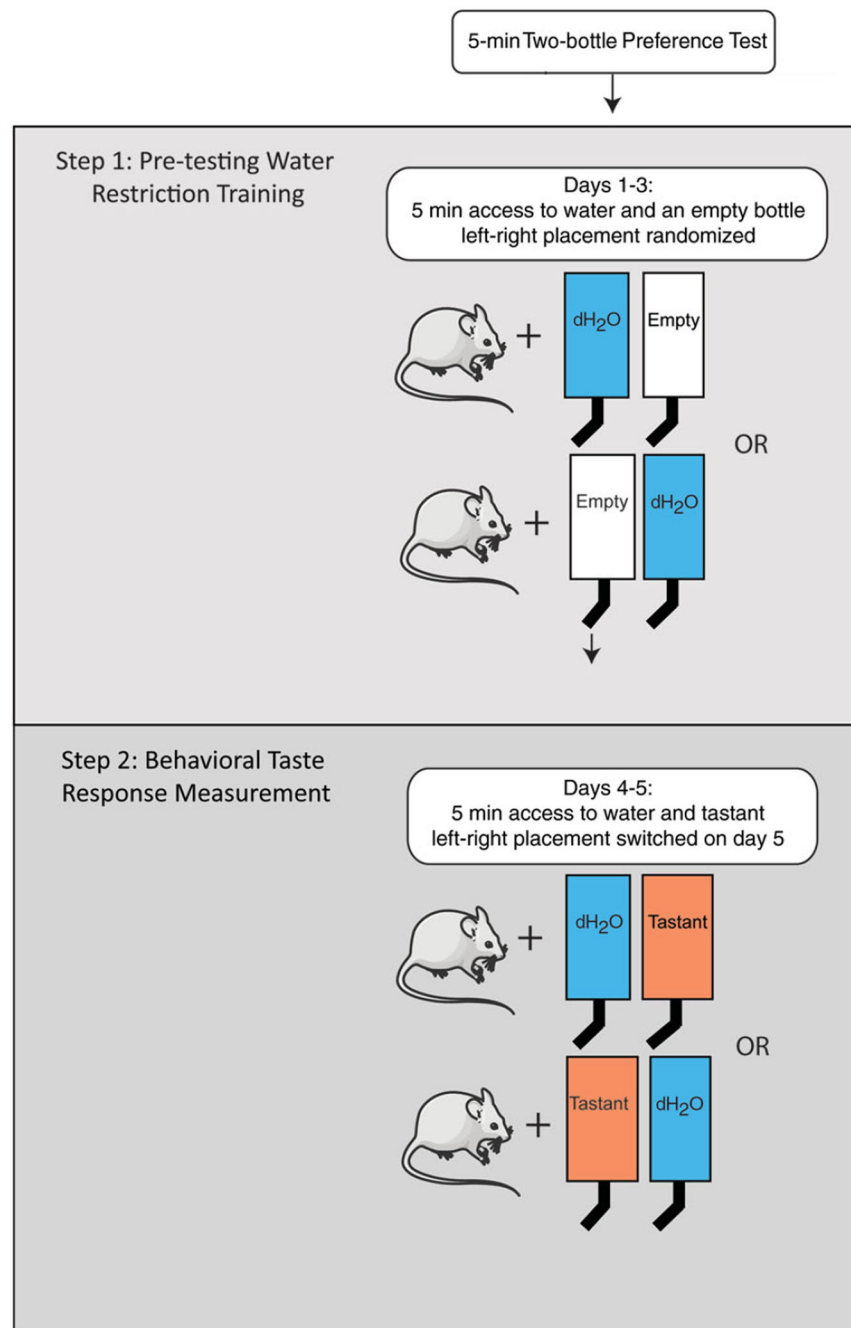 5-min Two-bottle Preference Test
Step 1: Pre-testing Water
Restriction Training
Days 1-3:
5 min access to water and an empty bottle
left-right placement randomized
+
dH₂O
Empty
OR
+
Empty
dH₂O
Step 2: Behavioral Taste
Response Measurement
Days 4-5:
5 min access to water and tastant
left-right placement switched on day 5
+
dH₂O
Tastant
OR
+
Tastant
dH₂O